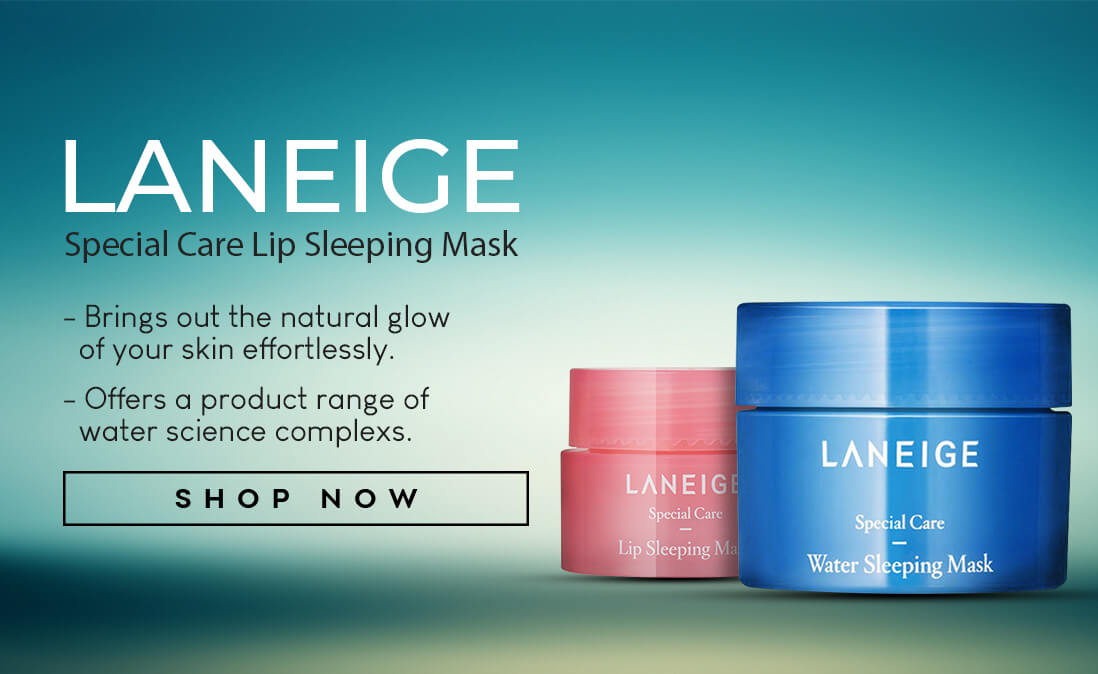 LANEIGE
Special Care Lip Sleeping Mask
– Brings out the natural glow
of your skin effortlessly.
– Offers a product range of
water science complexs.
SHOP NOW
LANEIGE
Special Care
Lip Sleeping Ma
LANEIGE
Special Care
Water Sleeping Mask